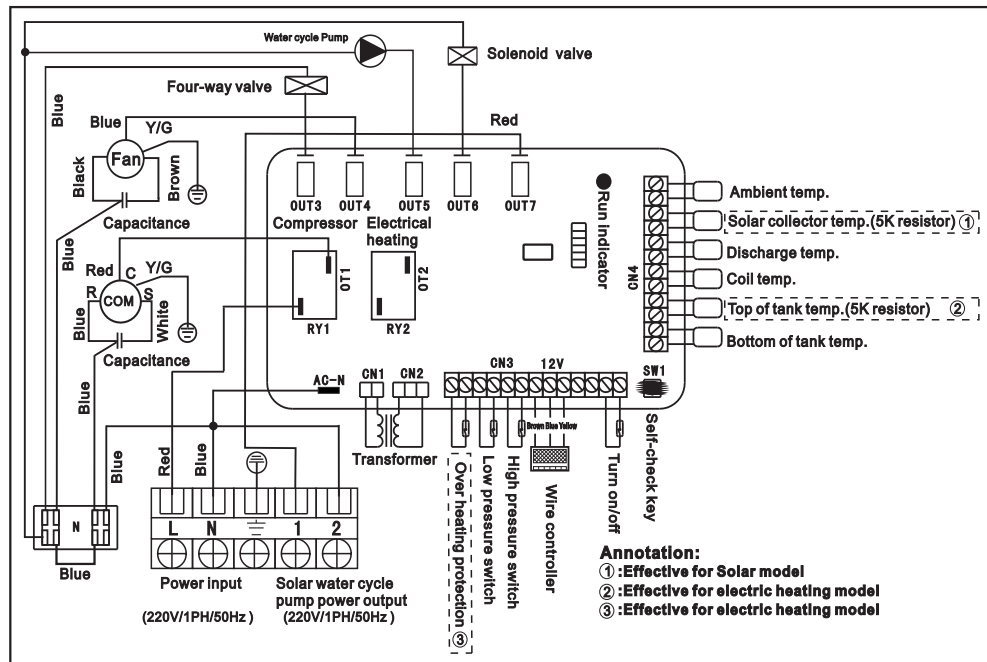 Water cycle Pump
Solenoid valve
Four-way valve
Blue
Blue
Y/G
Red
Fan
Black
Brown
Capacitance
OUT3
OUT4
OUT5
OUT6
OUT7
Compressor
Electrical
heating
Run indicator
Ambient temp.
Solar collector temp.(5K resistor) ①
Discharge temp.
CN4
Coil temp.
Top of tank temp.(5K resistor) ②
Bottom of tank temp.
Blue
Red
C
Y/G
R
COM
S
Blue
White
Capacitance
OT1
RY1
OT2
RY2
Blue
AC-N
CN1
CN2
CN3
12V
SW1
Transformer
Brown Blue Yellow
Over heating protection ③
Low pressure switch
High pressure switch
Wire controller
Turn on/off
Self-check key
Blue
Red
Blue
N
Blue
L
N
1
2
Power input
(220V/1PH/50Hz )
Solar water cycle
pump power output
(220V/1PH/50Hz )
Annotation:
① :Effective for Solar model
② :Effective for electric heating model
③ :Effective for electric heating model